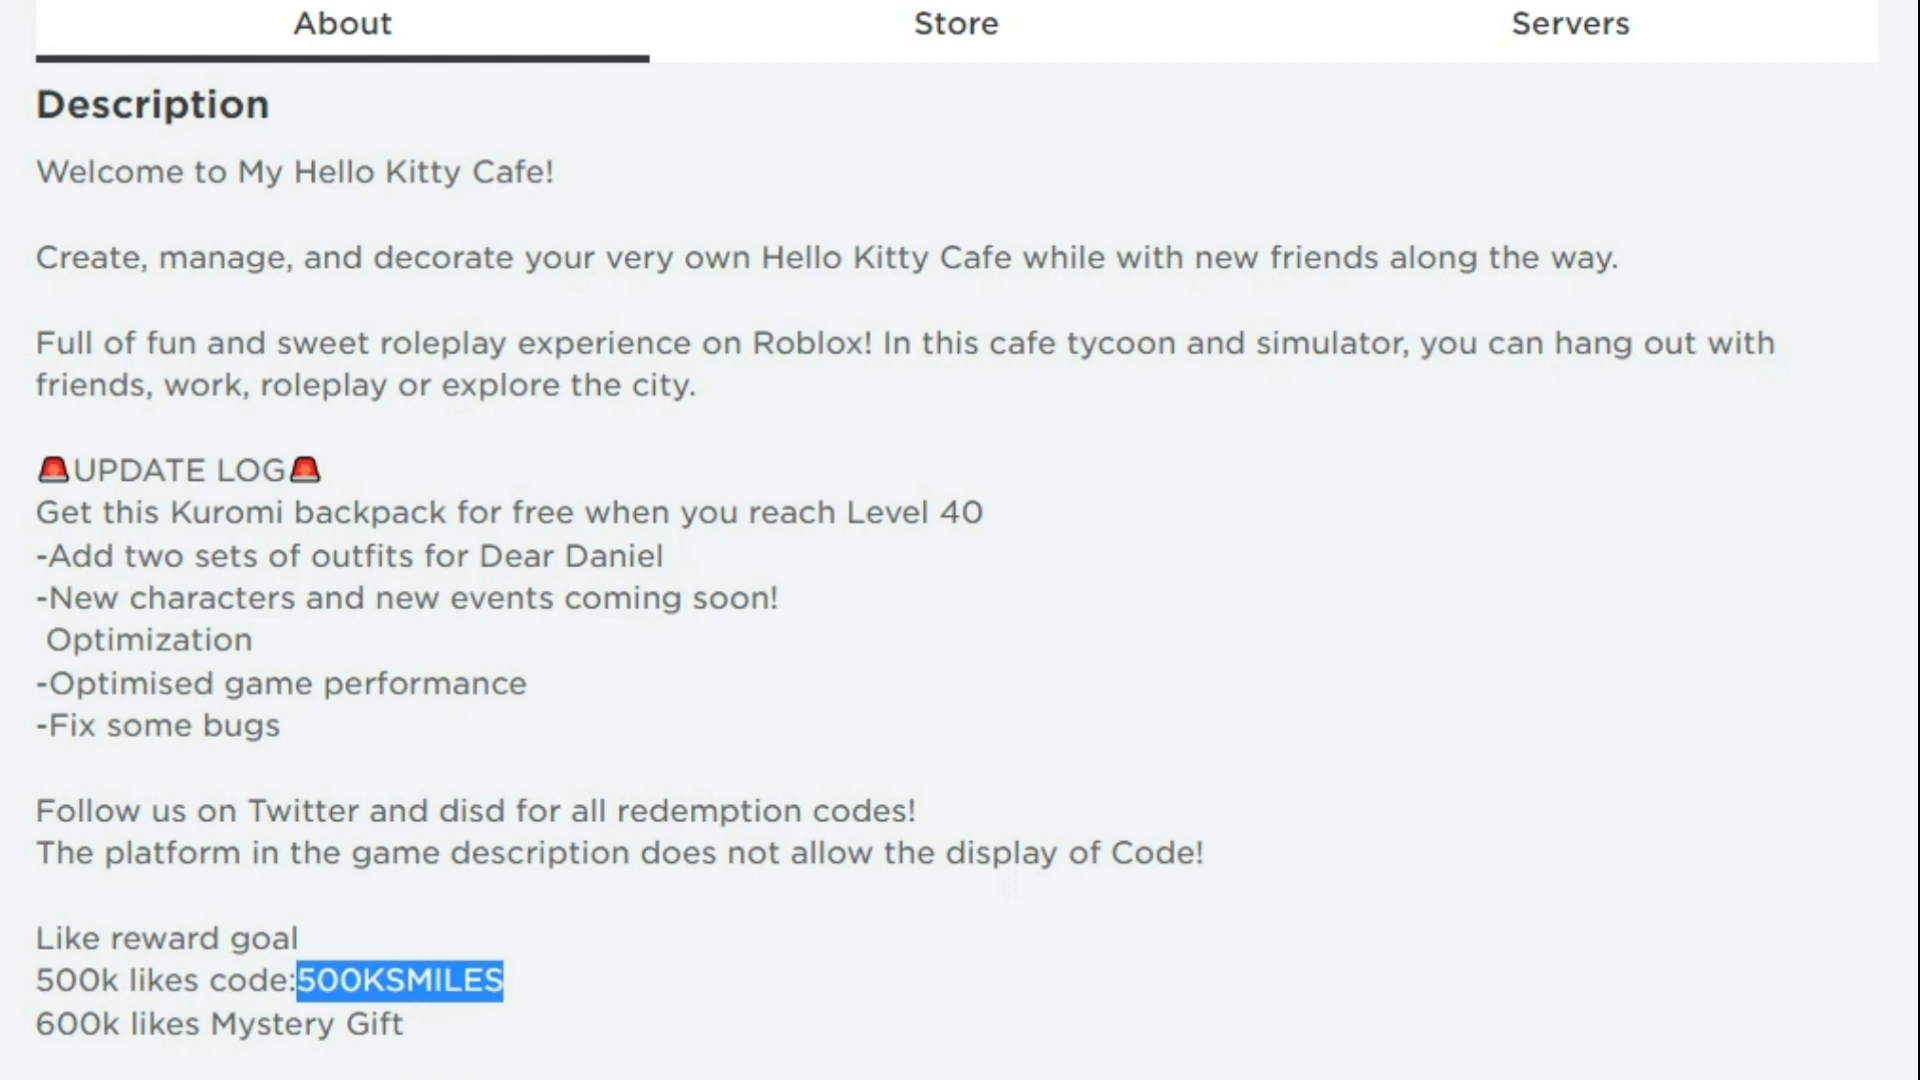 About Store Servers
Description
Welcome to My Hello Kitty Cafe!
Create, manage, and decorate your very own Hello Kitty Cafe while with new friends along the way.
Full of fun and sweet roleplay experience on Roblox! In this cafe tycoon and simulator, you can hang out with
friends, work, roleplay or explore the city.
🚨UPDATE LOG🚨
Get this Kuromi backpack for free when you reach Level 40
-Add two sets of outfits for Dear Daniel
-New characters and new events coming soon!
Optimization
-Optimised game performance
-Fix some bugs
Follow us on Twitter and disd for all redemption codes!
The platform in the game description does not allow the display of Code!
Like reward goal
500k likes code:500KSMILES
600k likes Mystery Gift